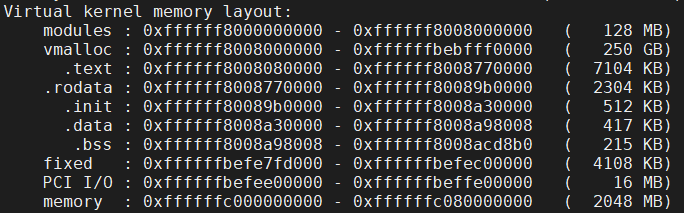 Virtual kernel memory layout:
    modules : 0xffffff8000000000 - 0xffffff8008000000   (   128 MB)
    vmalloc : 0xffffff8008000000 - 0xffffffbebfff0000   (   250 GB)
      .text : 0xffffff8008080000 - 0xffffff8008770000   (  7104 KB)
    .rodata : 0xffffff8008770000 - 0xffffff80089b0000   (  2304 KB)
      .init : 0xffffff80089b0000 - 0xffffff8008a30000   (   512 KB)
      .data : 0xffffff8008a30000 - 0xffffff8008a98008   (   417 KB)
       .bss : 0xffffff8008a98008 - 0xffffff8008acd8b0   (   215 KB)
    fixed   : 0xffffffbefe7fd000 - 0xffffffbefec00000   (  4108 KB)
    PCI I/O : 0xffffffbefee00000 - 0xffffffbeffe00000   (    16 MB)
    memory  : 0xffffffc000000000 - 0xffffffc080000000   (  2048 MB)